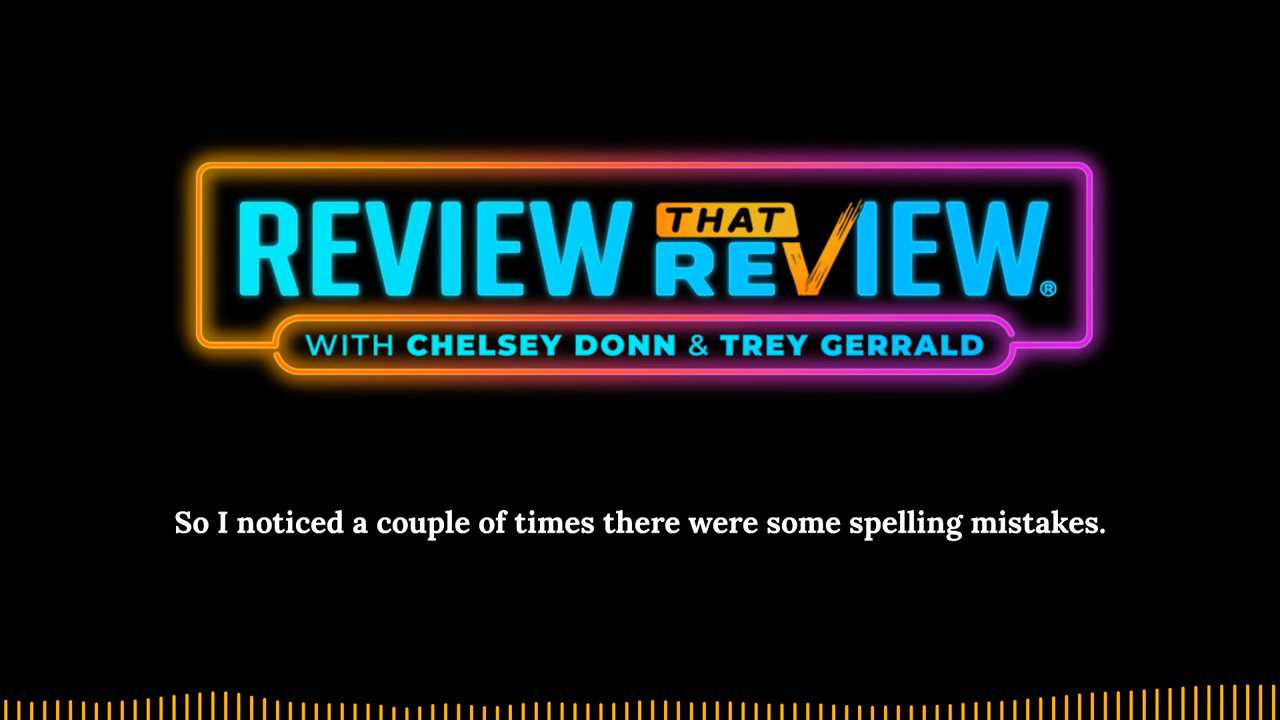 REVIEW THAT REVIEW®
WITH CHELSEY DONN & TREY GERRALD
So I noticed a couple of times there were some spelling mistakes.